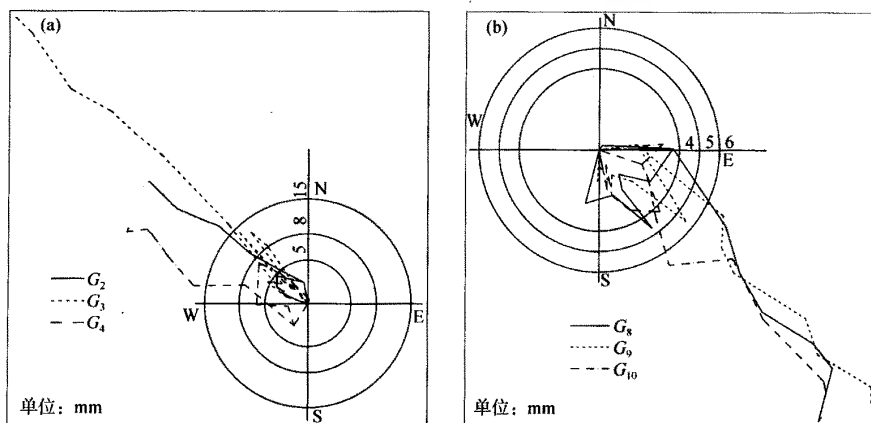 (a)
N
15
8
5
W
E
S
G₂
G₃
G₄
单位：mm
(b)
N
W
4 5 6
E
S
G₈
G₉
G₁₀
单位：mm